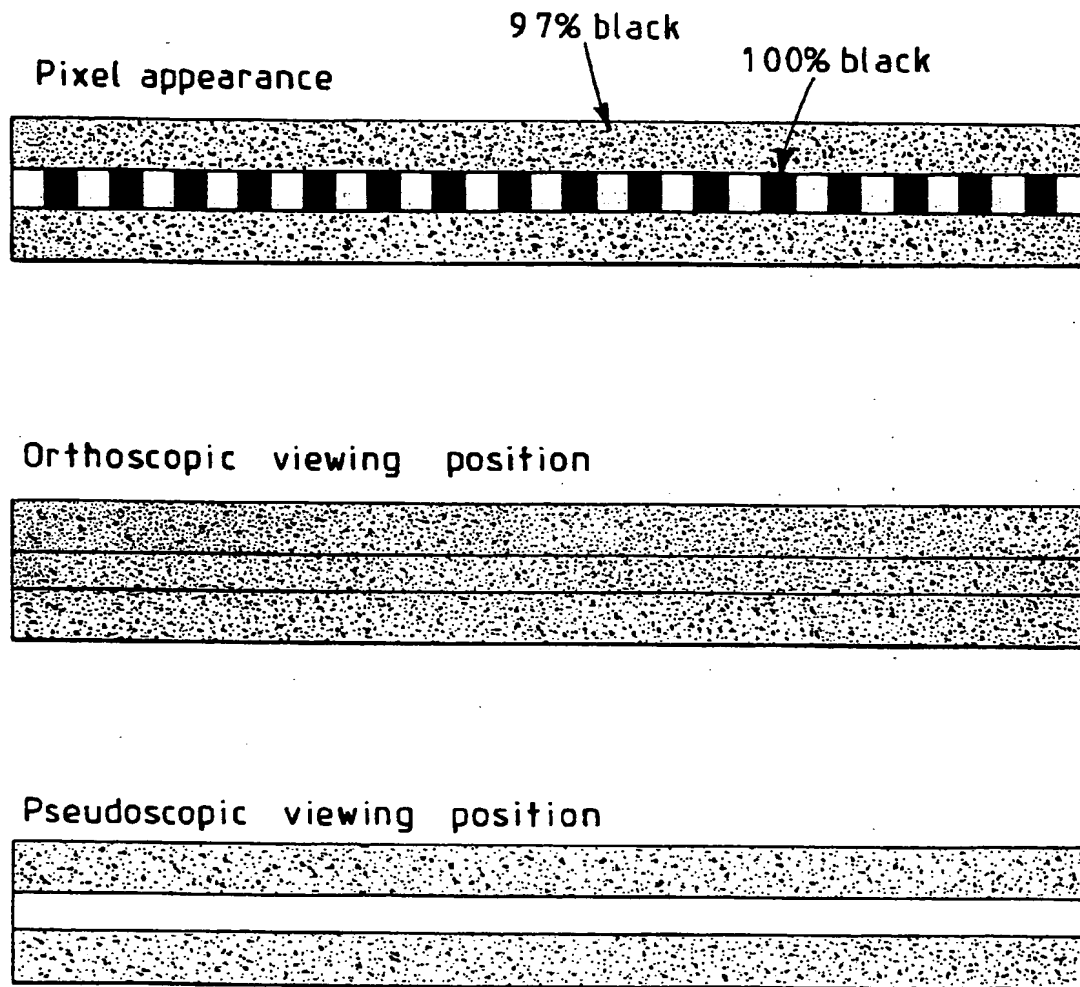 97% black
100% black
Pixel appearance
Orthoscopic viewing position
Pseudoscopic viewing position